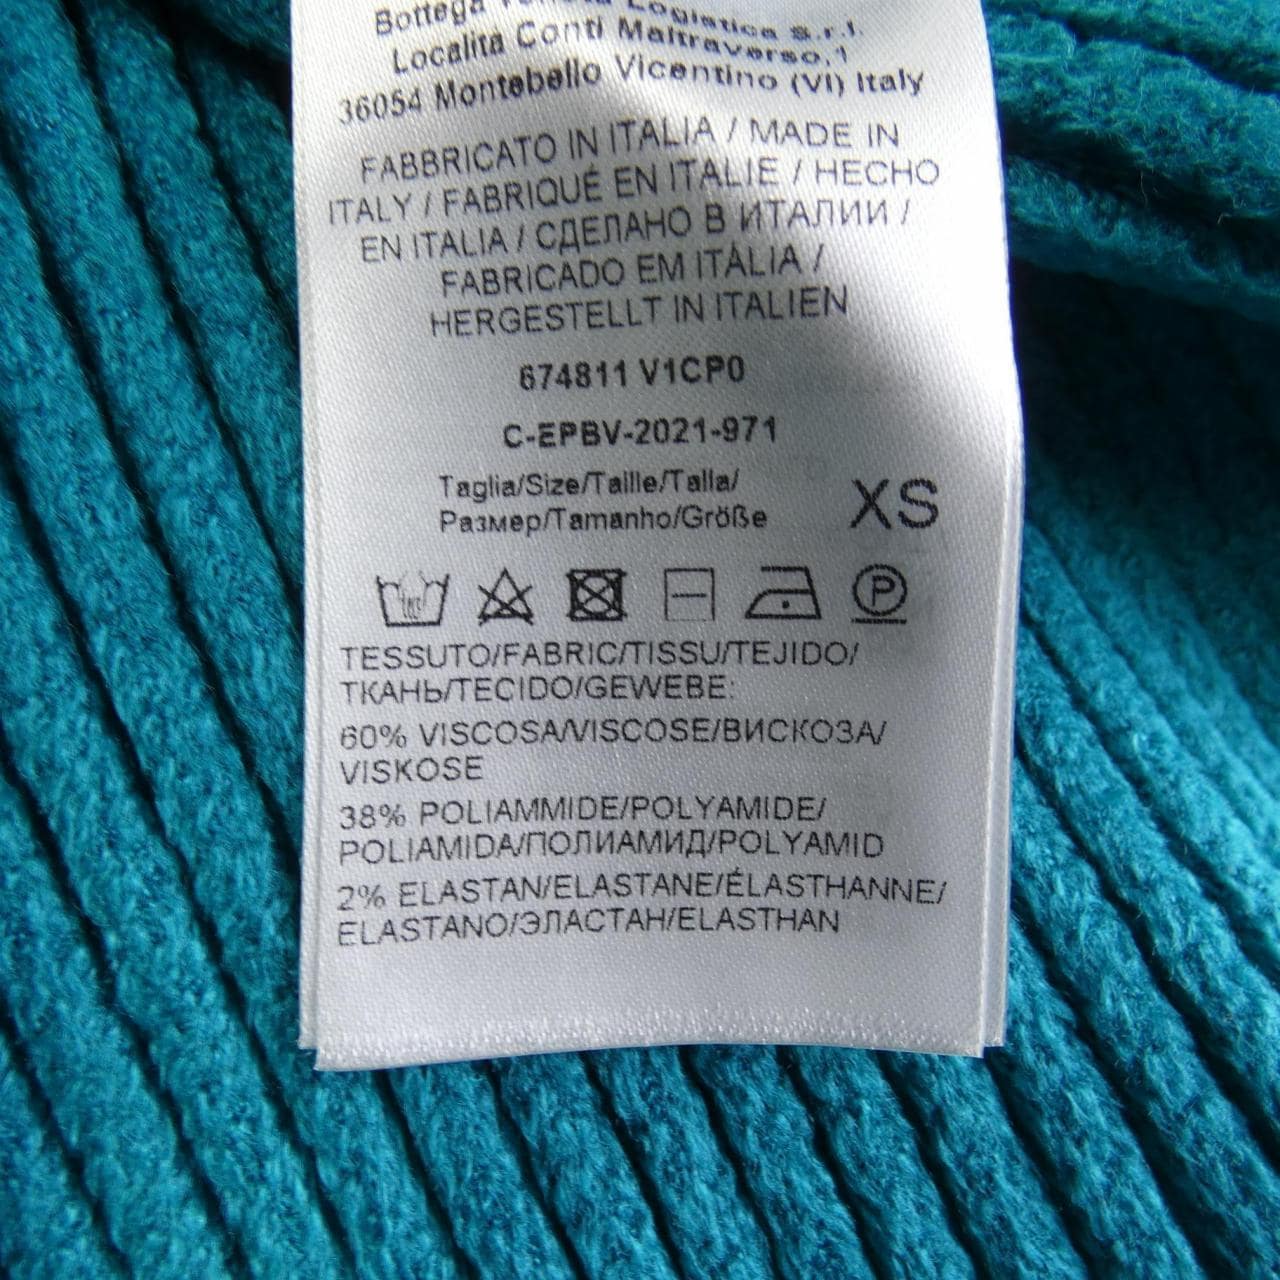 Bottega Veneta Logistica S.r.l.
Localita Conti Maltraverso,1
36054 Montebello Vicentino (VI) Italy
FABBRICATO IN ITALIA / MADE IN
ITALY / FABRIQUÉ EN ITALIE / HECHO
EN ITALIA / СДЕЛАНО В ИТАЛИИ /
FABRICADO EM ITÁLIA /
HERGESTELLT IN ITALIEN
674811 V1CP0
C-EPBV-2021-971
Taglia/Size/Taille/Talla/
Размер/Tamanho/Größe
XS
P
TESSUTO/FABRIC/TISSU/TEJIDO/
ТКАНЬ/TECIDO/GEWEBE:
60% VISCOSA/VISCOSE/ВИСКОЗА/
VISKOSE
38% POLIAMMIDE/POLYAMIDE/
POLIAMIDA/ПОЛИАМИД/POLYAMID
2% ELASTAN/ELASTANE/ÉLASTHANNE/
ELASTANO/ЭЛАСТАН/ELASTHAN